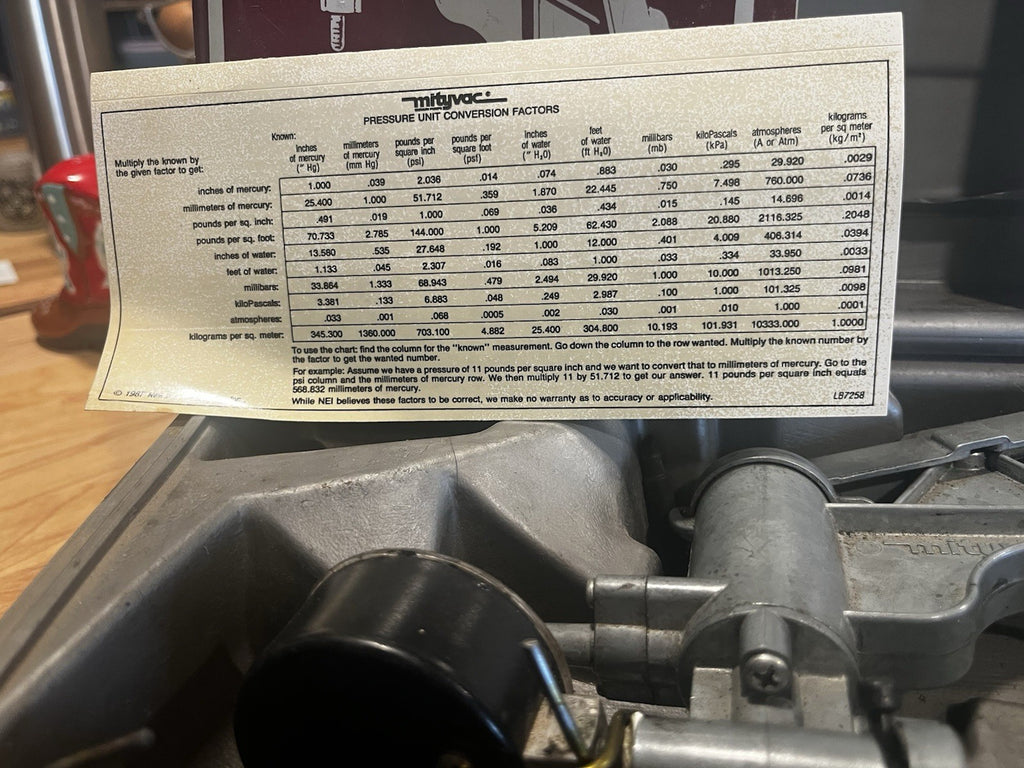 mityvac
PRESSURE UNIT CONVERSION FACTORS
Multiply the known by
the given factor to get:
Known:
inches of mercury (" Hg) millimeters of mercury (mm Hg) pounds per square inch (psi) pounds per square foot (psf) inches of water (" H₂0) feet of water (ft H₂0) millibars (mb) kiloPascals (kPa) atmospheres (A or Atm) kilograms per sq meter (kg/m²)
inches of mercury: 1.000 .039 2.036 .014 .074 .883 .030 .295 29.920 .0029
millimeters of mercury: 25.400 1.000 51.712 .359 1.870 22.445 .750 7.498 760.000 .0736
pounds per sq. inch: .491 .019 1.000 .069 .036 .434 .015 .145 14.696 .0014
pounds per sq. foot: 70.733 2.785 144.000 1.000 5.209 62.430 2.088 20.880 2116.325 .2048
inches of water: 13.580 .535 27.648 .192 1.000 12.000 .401 4.009 406.314 .0394
feet of water: 1.133 .045 2.307 .016 .083 1.000 .033 .334 33.950 .0033
millibars: 33.864 1.333 68.943 .479 2.494 29.920 1.000 10.000 1013.250 .0981
kiloPascals: 3.381 .133 6.883 .048 .249 2.987 .100 1.000 101.325 .0098
atmospheres: .033 .001 .068 .0005 .002 .030 .001 .010 1.000 .0001
kilograms per sq. meter: 345.300 1360.000 703.100 4.882 25.400 304.800 10.193 101.931 10333.000 1.0000
To use the chart: find the column for the "known" measurement. Go down the column to the row wanted. Multiply the known number by
the factor to get the wanted number.
For example: Assume we have a pressure of 11 pounds per square inch and we want to convert that to millimeters of mercury. Go to the
psi column and the millimeters of mercury row. We then multiply 11 by 51.712 to get our answer. 11 pounds per square inch equals
568.832 millimeters of mercury.
While NEI believes these factors to be correct, we make no warranty as to accuracy or applicability.
© 1987
LB7258
mityv